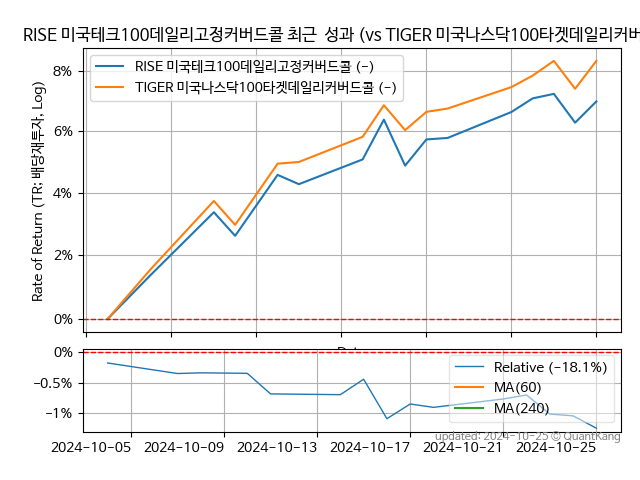 RISE 미국테크100데일리고정커버드콜 최근 성과 (vs TIGER 미국나스닥100타겟데일리커버
RISE 미국테크100데일리고정커버드콜 (-)
TIGER 미국나스닥100타겟데일리커버드콜 (-)
Rate of Return (TR: 배당재투자, Log)
8%
6%
4%
2%
0%
0%
-0.5%
-1%
Relative (-18.1%)
MA(60)
MA(240)
updated: 2024-10-25 © QuantKang
2024-10-05 2024-10-09 2024-10-13 2024-10-17 2024-10-21 2024-10-25